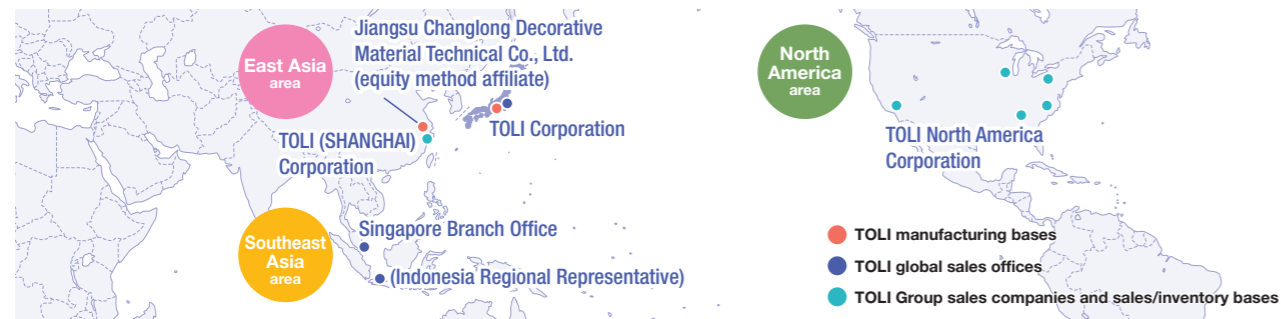 East Asia
area
Jiangsu Changlong Decorative
Material Technical Co., Ltd.
(equity method affiliate)
TOLI (SHANGHAI)
Corporation
TOLI Corporation
Southeast
Asia
area
Singapore Branch Office
(Indonesia Regional Representative)
North
America
area
TOLI North America
Corporation
TOLI manufacturing bases
TOLI global sales offices
TOLI Group sales companies and sales/inventory bases